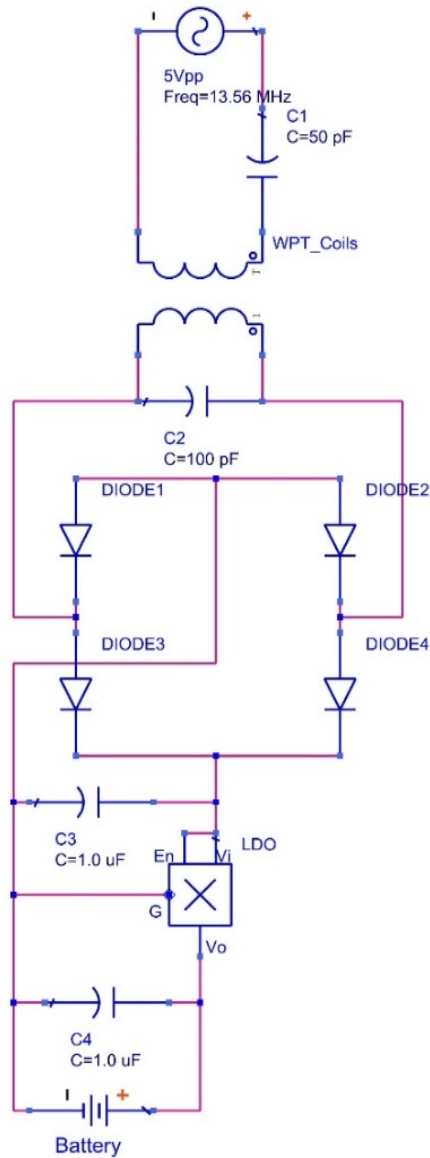 5Vpp
Freq=13.56 MHz
C1
C=50 pF
WPT_Coils
T
1
C2
C=100 pF
DIODE1
DIODE2
DIODE3
DIODE4
C3
C=1.0 uF
En
Vi
LDO
G
Vo
C4
C=1.0 uF
Battery